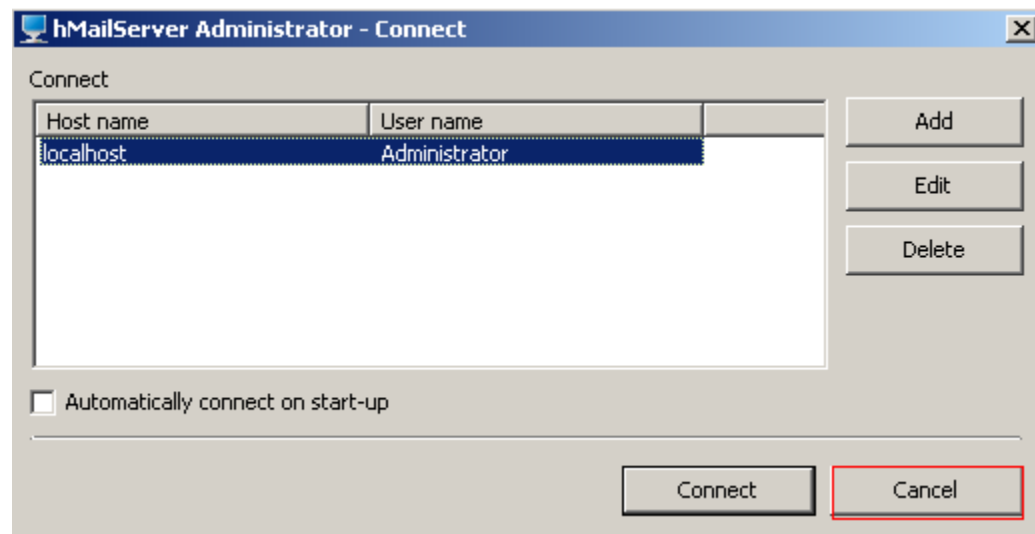 hMailServer Administrator - Connect
Connect
Host name User name
localhost Administrator
Add
Edit
Delete
Automatically connect on start-up
Connect Cancel